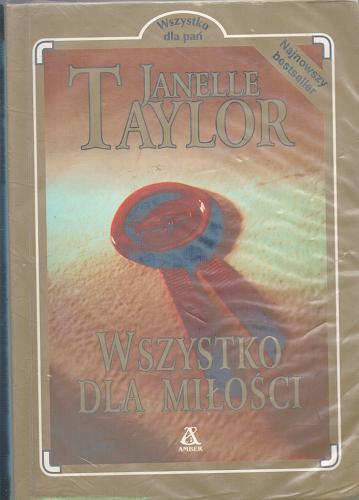 Wszystko
dla pań
Najnowszy
bestseller
JANELLE
TAYLOR
WSZYSTKO
DLA MIŁOŚCI
AMBER